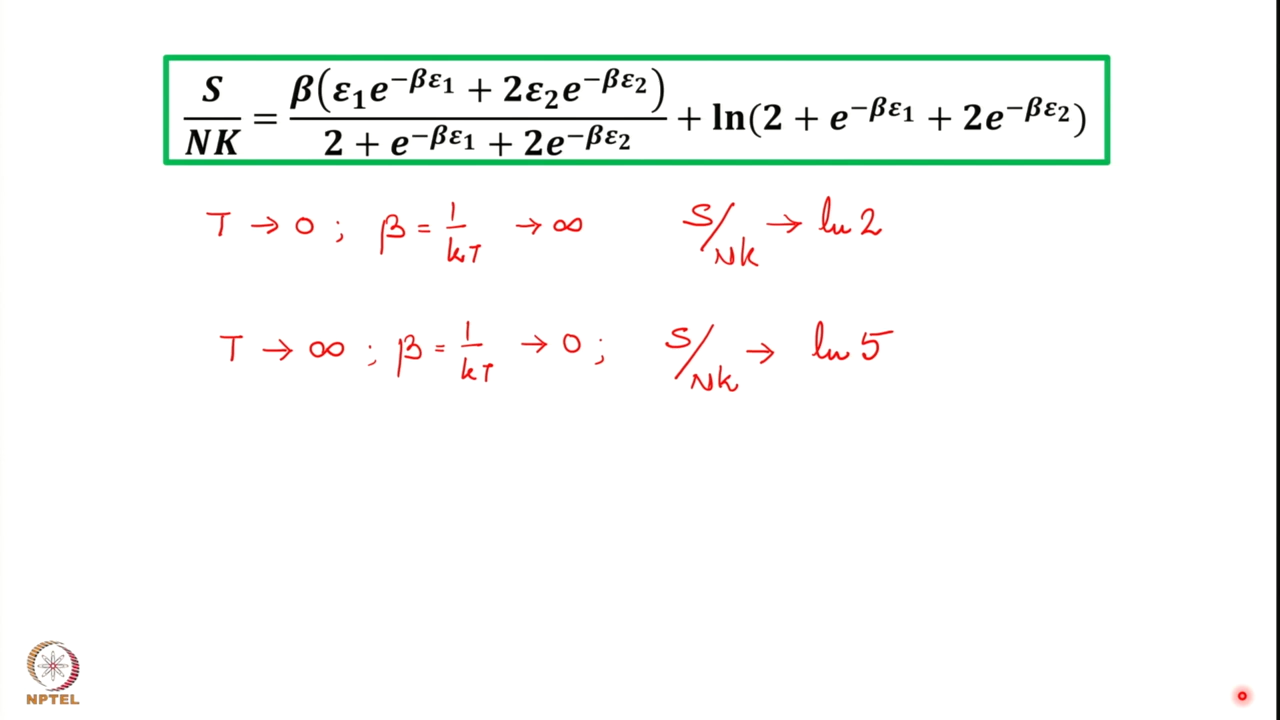 S/NK = β(ε₁e^{−βε₁} + 2ε₂e^{−βε₂}) / (2 + e^{−βε₁} + 2e^{−βε₂}) + ln(2 + e^{−βε₁} + 2e^{−βε₂})
T → 0 ; β = 1/kT → ∞ S/Nk → ln 2
T → ∞ ; β = 1/kT → 0 ; S/Nk → ln 5
NPTEL